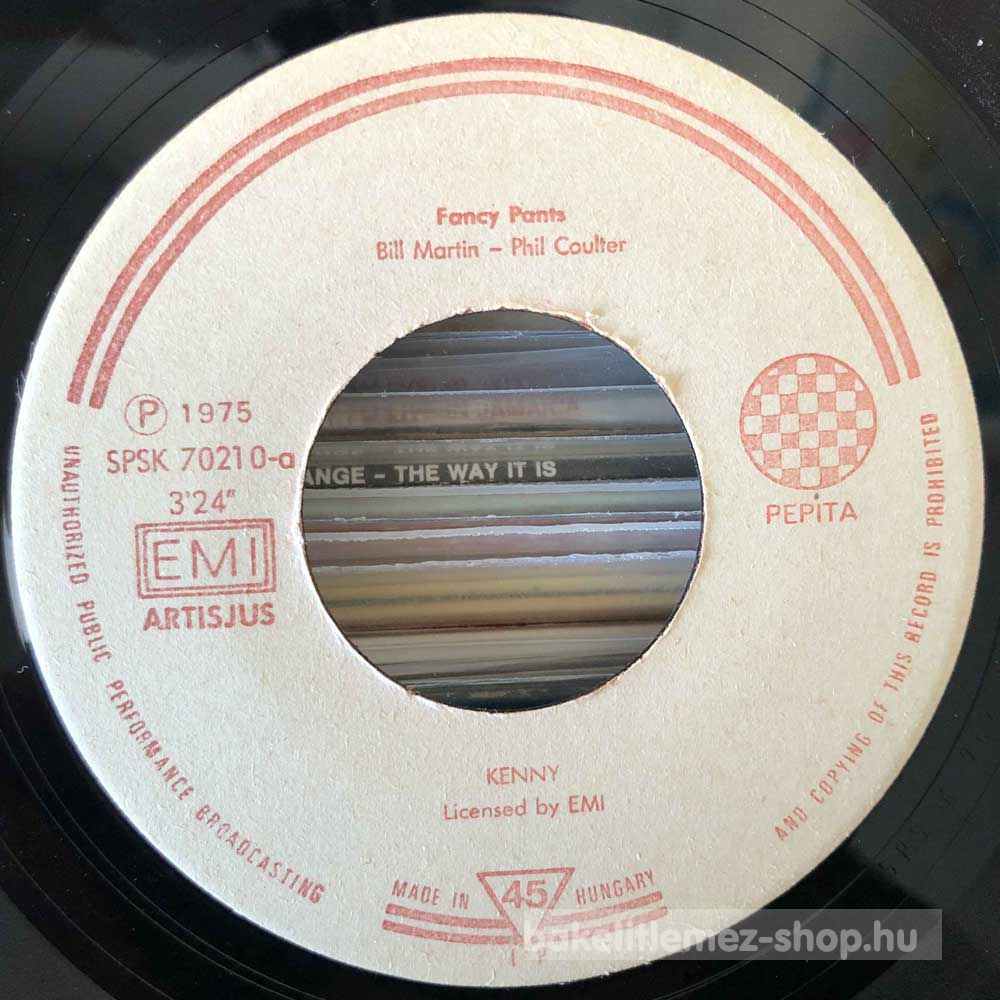 Fancy Pants
Bill Martin – Phil Coulter
P 1975
SPSK 70210-a
3'24"
EMI
ARTISJUS
PEPITA
ANGE – THE WAY IT IS
JAMAICA
KENNY
Licensed by EMI
UNAUTHORIZED PUBLIC PERFORMANCE BROADCASTING
AND COPYING OF THIS RECORD IS PROHIBITED
MADE IN 45 HUNGARY
bakelitlemez-shop.hu